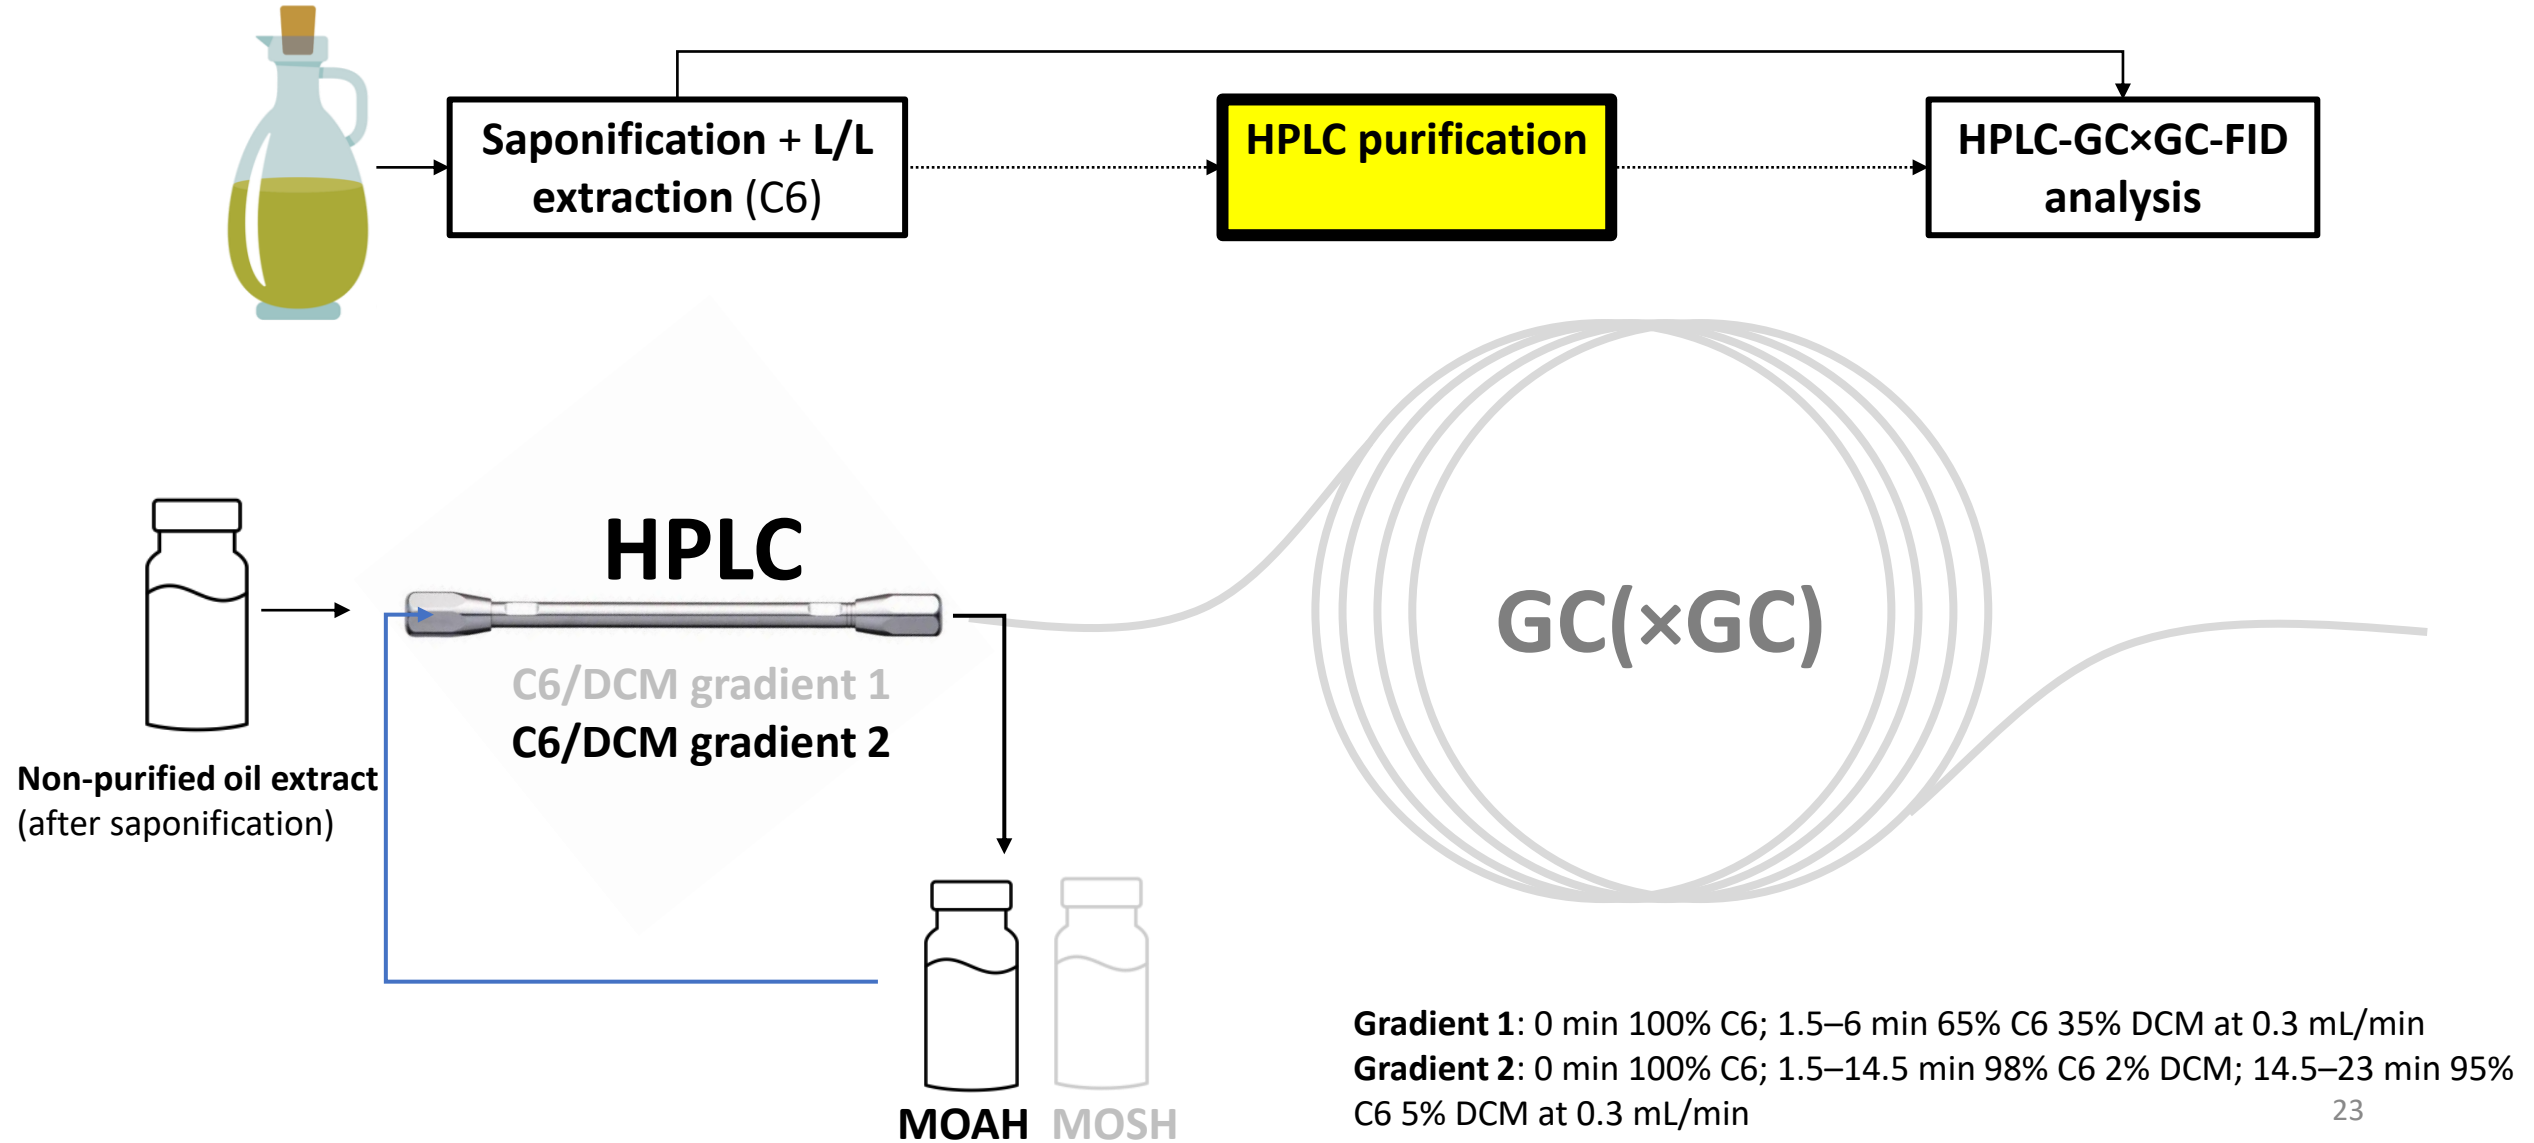 Saponification + L/L
extraction (C6)
HPLC purification
HPLC-GC×GC-FID
analysis
HPLC
C6/DCM gradient 1
C6/DCM gradient 2
GC(×GC)
Non-purified oil extract
(after saponification)
MOAH MOSH
Gradient 1: 0 min 100% C6; 1.5–6 min 65% C6 35% DCM at 0.3 mL/min
Gradient 2: 0 min 100% C6; 1.5–14.5 min 98% C6 2% DCM; 14.5–23 min 95%
C6 5% DCM at 0.3 mL/min
23